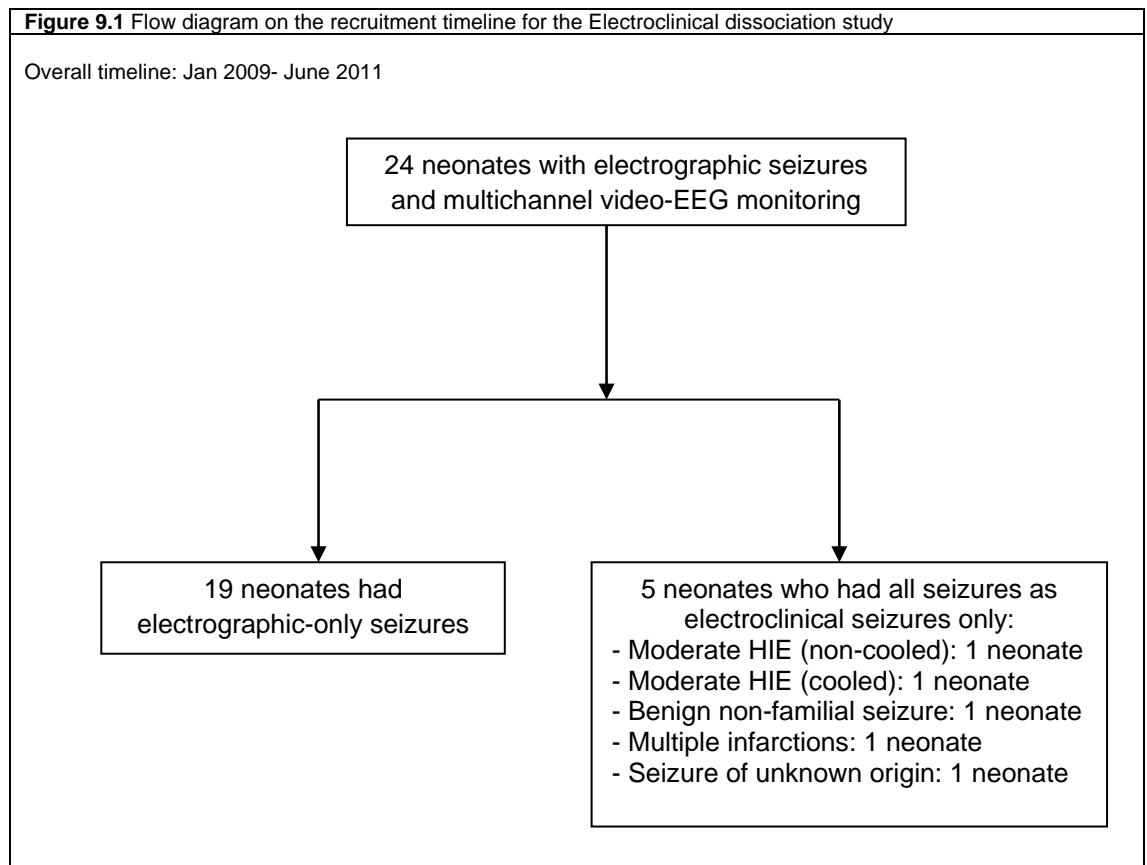 Figure 9.1 Flow diagram on the recruitment timeline for the Electroclinical dissociation study
Overall timeline: Jan 2009- June 2011
24 neonates with electrographic seizures
and multichannel video-EEG monitoring
19 neonates had
electrographic-only seizures
5 neonates who had all seizures as
electroclinical seizures only:
- Moderate HIE (non-cooled): 1 neonate
- Moderate HIE (cooled): 1 neonate
- Benign non-familial seizure: 1 neonate
- Multiple infarctions: 1 neonate
- Seizure of unknown origin: 1 neonate